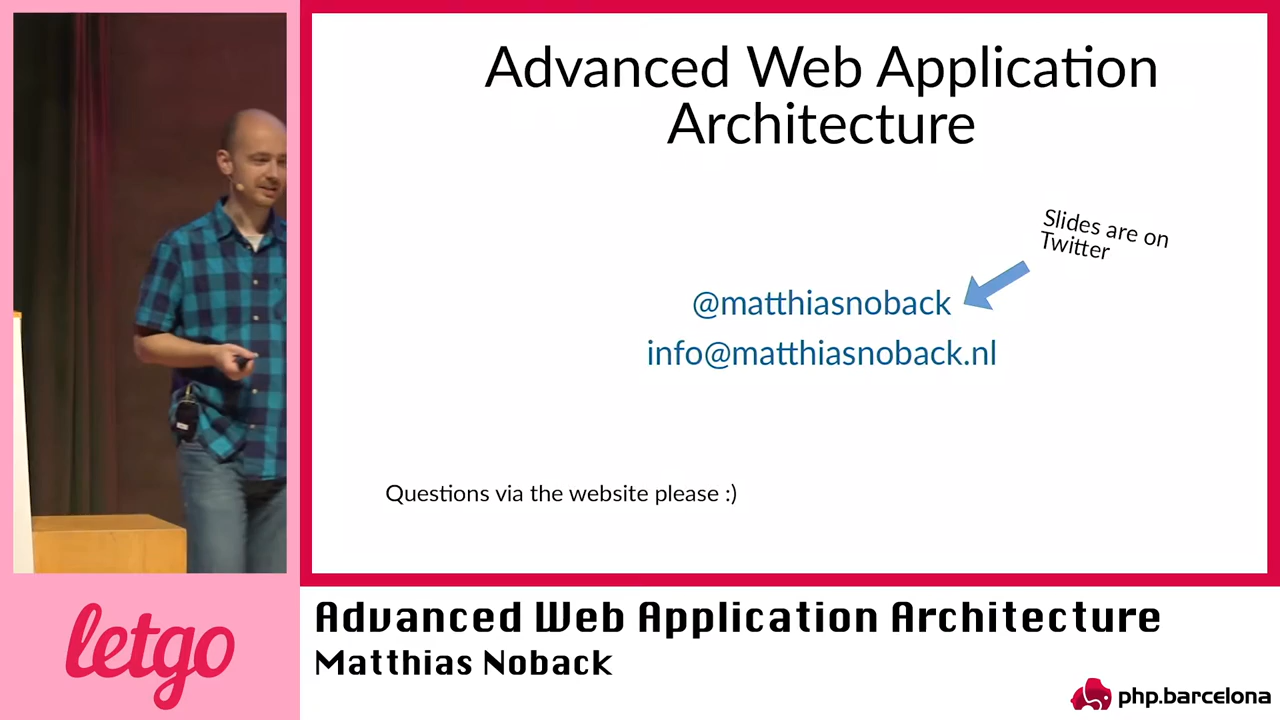 Advanced Web Application
Architecture
Slides are on
Twitter
@matthiasnoback
info@matthiasnoback.nl
Questions via the website please :)
letgo
Advanced Web Application Architecture
Matthias Noback
php.barcelona